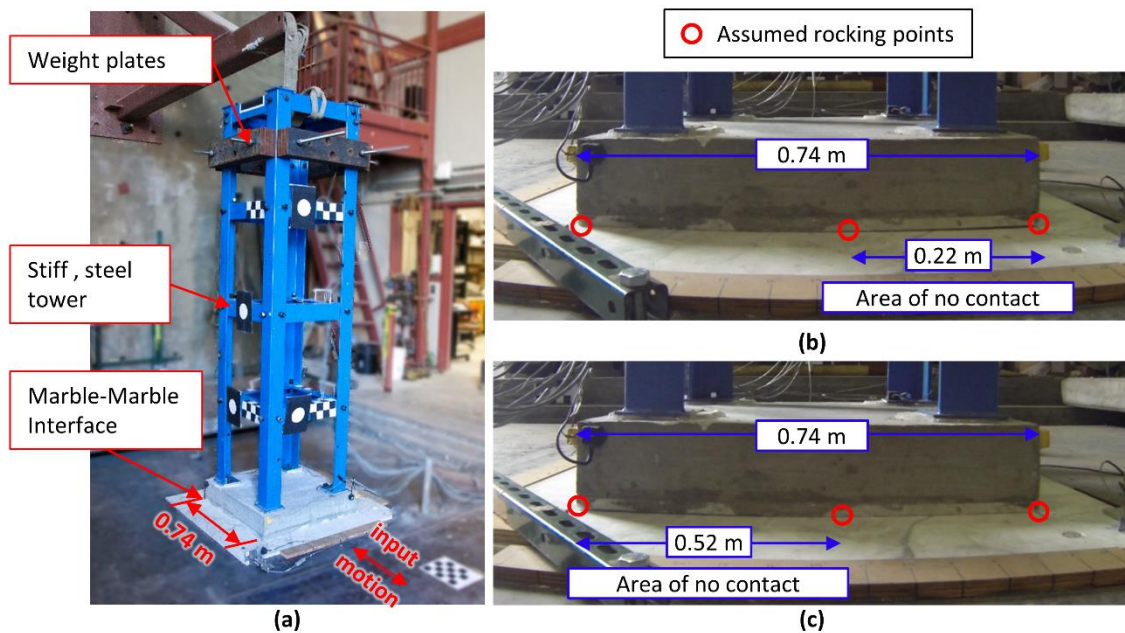 Weight plates
Stiff , steel
tower
Marble-Marble
Interface
0.74 m
input
motion
(a)
Assumed rocking points
0.74 m
0.22 m
Area of no contact
(b)
0.74 m
0.52 m
Area of no contact
(c)